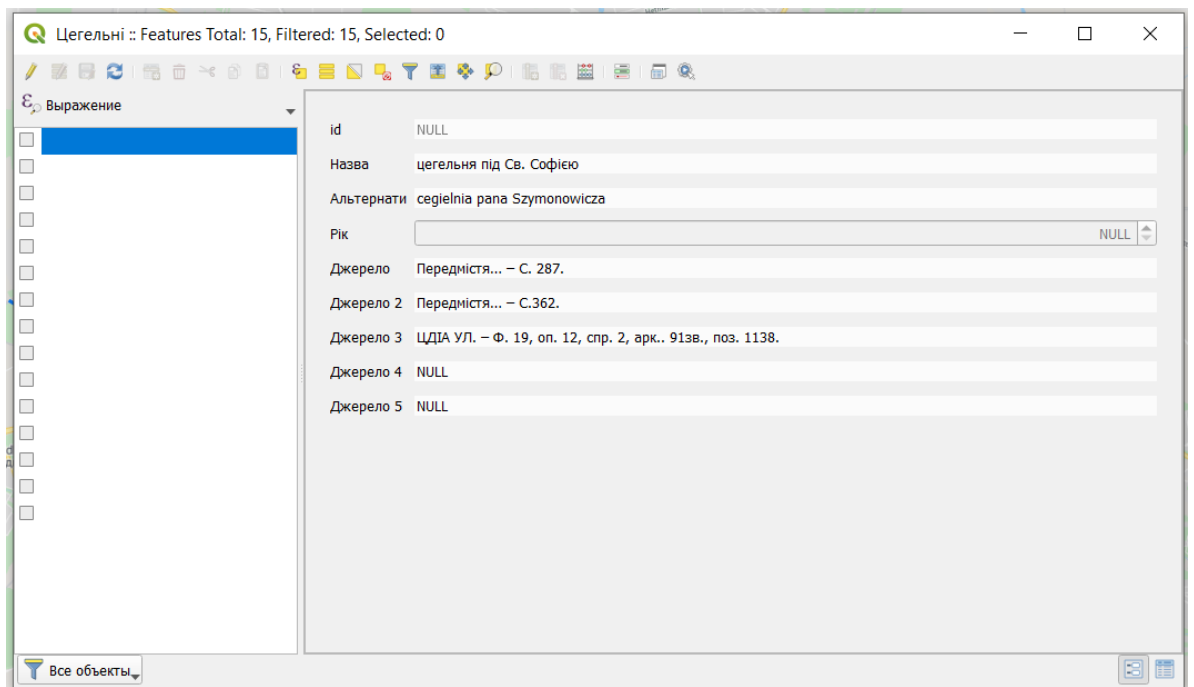 Цегельні :: Features Total: 15, Filtered: 15, Selected: 0
Выражение
id NULL
Назва цегельня під Св. Софією
Альтернати cegielnia pana Szymonowicza
Рік NULL
Джерело Передмістя... – С. 287.
Джерело 2 Передмістя... – С.362.
Джерело 3 ЦДІА УЛ. – Ф. 19, оп. 12, спр. 2, арк.. 91зв., поз. 1138.
Джерело 4 NULL
Джерело 5 NULL
Все объекты